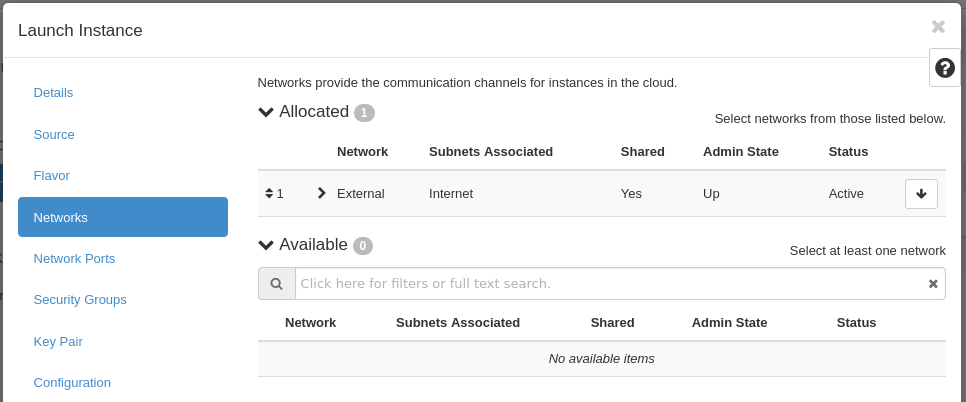 Launch Instance
Details
Source
Flavor
Networks
Network Ports
Security Groups
Key Pair
Configuration
Networks provide the communication channels for instances in the cloud.
Allocated 1
Select networks from those listed below.
Network Subnets Associated Shared Admin State Status
1 External Internet Yes Up Active
Available 0
Select at least one network
Click here for filters or full text search.
Network Subnets Associated Shared Admin State Status
No available items